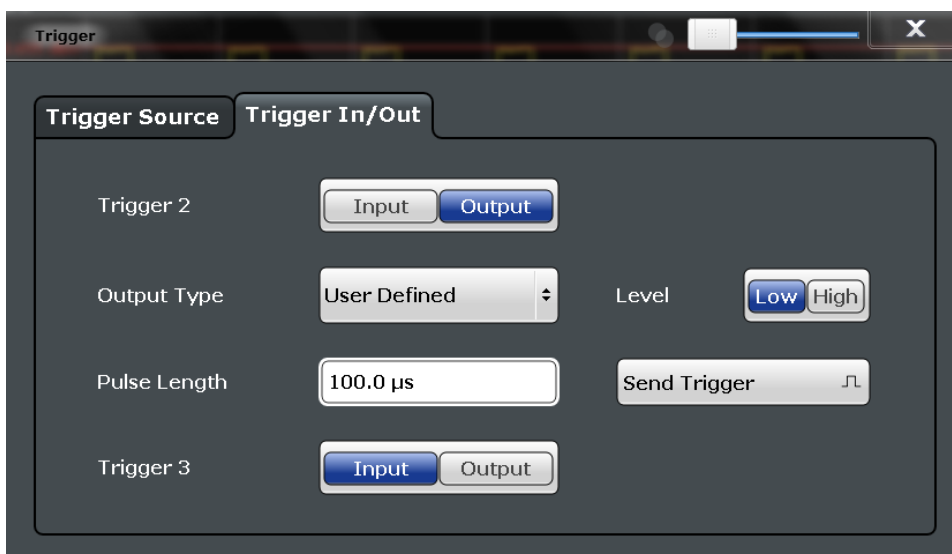 Trigger
X
Trigger Source Trigger In/Out
Trigger 2 Input Output
Output Type User Defined Level Low High
Pulse Length 100.0 µs Send Trigger
Trigger 3 Input Output